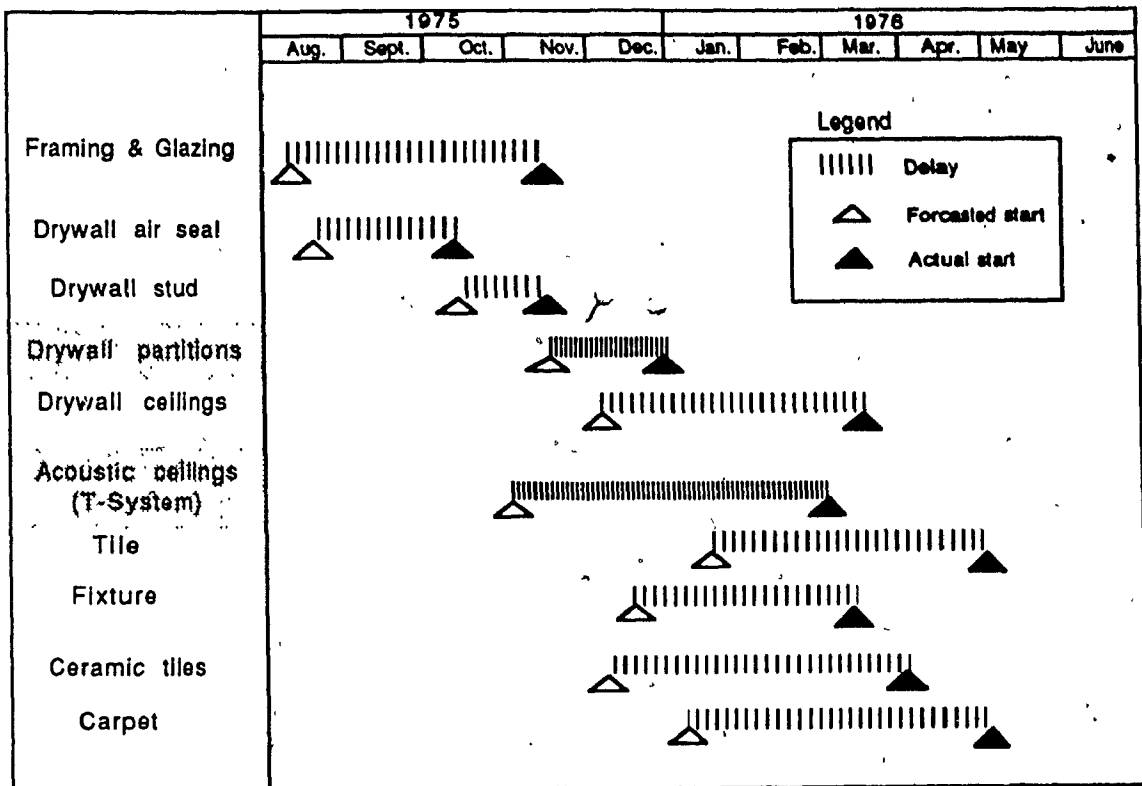 1975 1976
Aug. Sept. Oct. Nov. Dec. Jan. Feb. Mar. Apr. May June
Legend
Delay
Forcasted start
Actual start
Framing & Glazing
Drywall air seal
Drywall stud
Drywall partitions
Drywall ceilings
Acoustic ceilings
(T-System)
Tile
Fixture
Ceramic tiles
Carpet